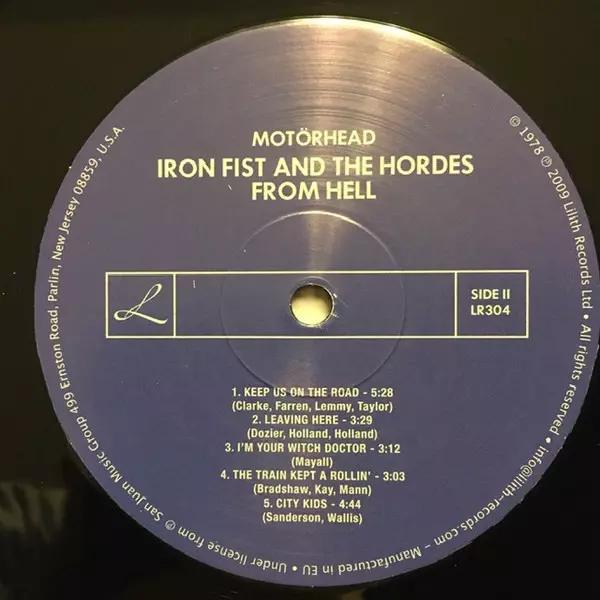 MOTÖRHEAD
IRON FIST AND THE HORDES
FROM HELL
L
SIDE II
LR304
1. KEEP US ON THE ROAD - 5:28
(Clarke, Farren, Lemmy, Taylor)
2. LEAVING HERE - 3:29
(Dozier, Holland, Holland)
3. I'M YOUR WITCH DOCTOR - 3:12
(Mayall)
4. THE TRAIN KEPT A ROLLIN' - 3:03
(Bradshaw, Kay, Mann)
5. CITY KIDS - 4:44
(Sanderson, Wallis)
© 1978 ℗ 2009 Lilith Records Ltd • All rights reserved • info@lilith-records.com – Manufactured in EU • Under license from ℗ San Juan Music Group 499 Ernston Road, Parlin, New Jersey 08859, U.S.A.